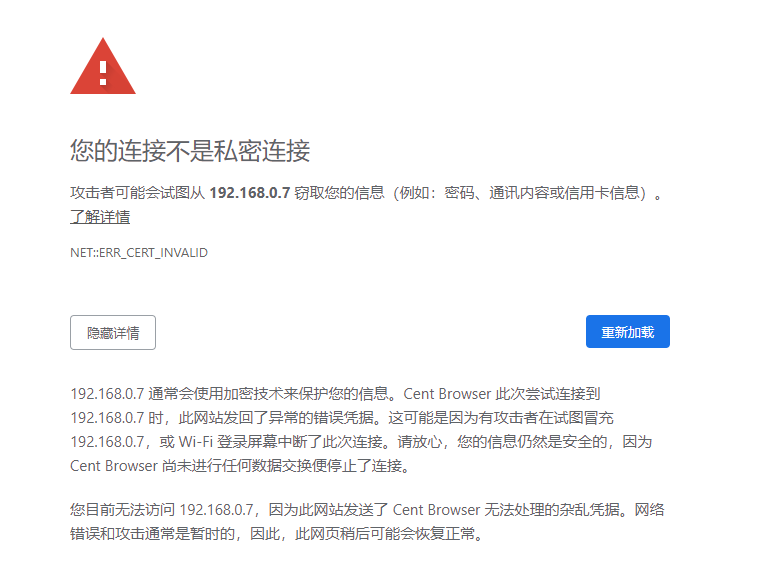 您的连接不是私密连接
攻击者可能会试图从 192.168.0.7 窃取您的信息（例如：密码、通讯内容或信用卡信息）。
了解详情
NET::ERR_CERT_INVALID
隐藏详情
重新加载
192.168.0.7 通常会使用加密技术来保护您的信息。Cent Browser 此次尝试连接到
192.168.0.7 时，此网站发回了异常的错误凭据。这可能是因为有攻击者在试图冒充
192.168.0.7，或 Wi-Fi 登录屏幕中断了此次连接。请放心，您的信息仍然是安全的，因为
Cent Browser 尚未进行任何数据交换便停止了连接。
您目前无法访问 192.168.0.7，因为此网站发送了 Cent Browser 无法处理的杂乱凭据。网络
错误和攻击通常是暂时的，因此，此网页稍后可能会恢复正常。